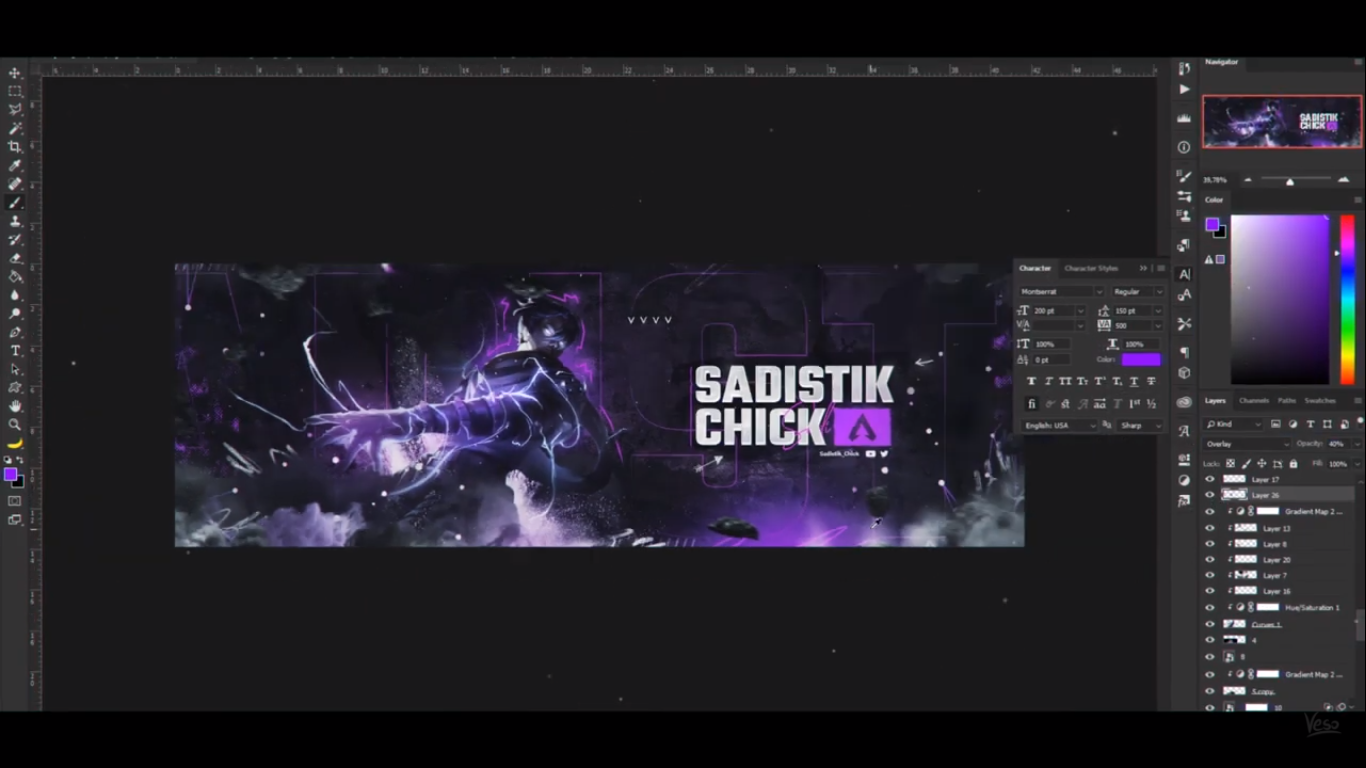 Navigator
SADISTIK
CHICK
Color
Character
Character Styles
Montserrat
Regular
200 pt
150 pt
500
100%
100%
0 pt
Color:
English: USA
Sharp
V V V V
SADISTIK
CHICK
Sadistik_Chick
Layers
Channels
Paths
Swatches
Kind
Overlay
Opacity: 40%
Lock:
Fill: 100%
Layer 17
Layer 26
Gradient Map 2 ...
Layer 13
Layer 8
Layer 20
Layer 7
Layer 16
Hue/Saturation 1
Curves 1
4
Gradient Map 2 ...
5 copy
10
Veso